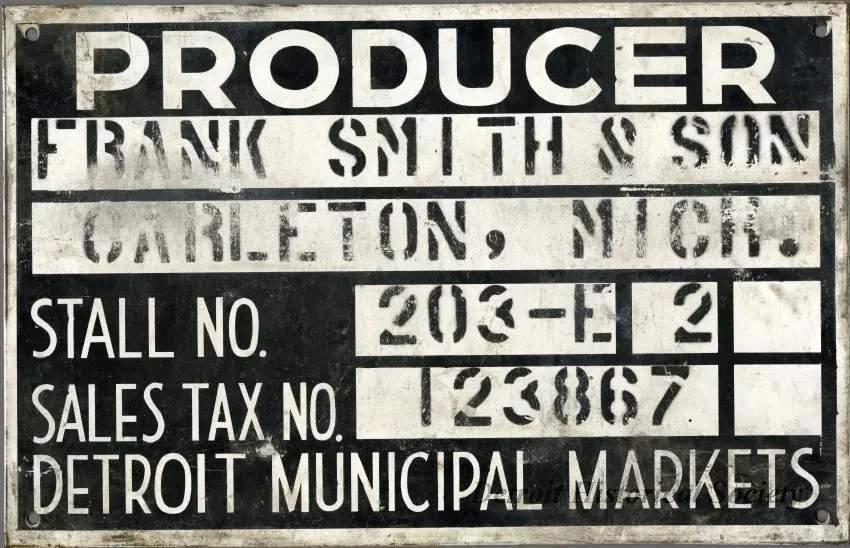 PRODUCER
FRANK SMITH & SON
CARLETON, MICH.
STALL NO. 203-E 2
SALES TAX NO. 123867
DETROIT MUNICIPAL MARKETS
Detroit Historical Society